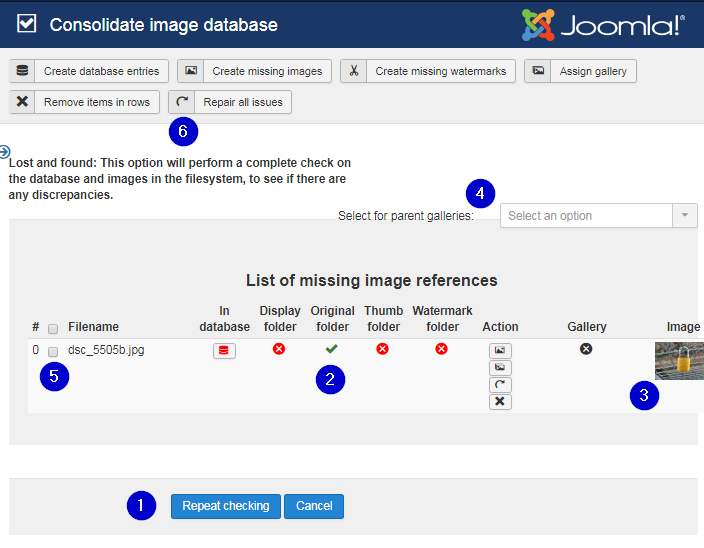 Consolidate image database
Joomla!®
Create database entries
Create missing images
Create missing watermarks
Assign gallery
Remove items in rows
Repair all issues
6
Lost and found: This option will perform a complete check on
the database and images in the filesystem, to see if there are
any discrepancies.
4
Select for parent galleries:
Select an option
List of missing image references
# Filename In database Display folder Original folder Thumb folder Watermark folder Action Gallery Image
0 dsc_5505b.jpg
5
2
3
1
Repeat checking
Cancel